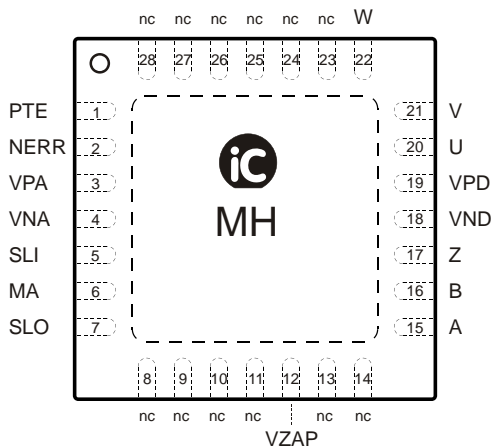 nc nc nc nc nc nc W
28 27 26 25 24 23 22
PTE 1 21 V
NERR 2 20 U
VPA 3 19 VPD
VNA 4 18 VND
SLI 5 17 Z
MA 6 16 B
SLO 7 15 A
iC
MH
8 9 10 11 12 13 14
nc nc nc nc nc nc
VZAP